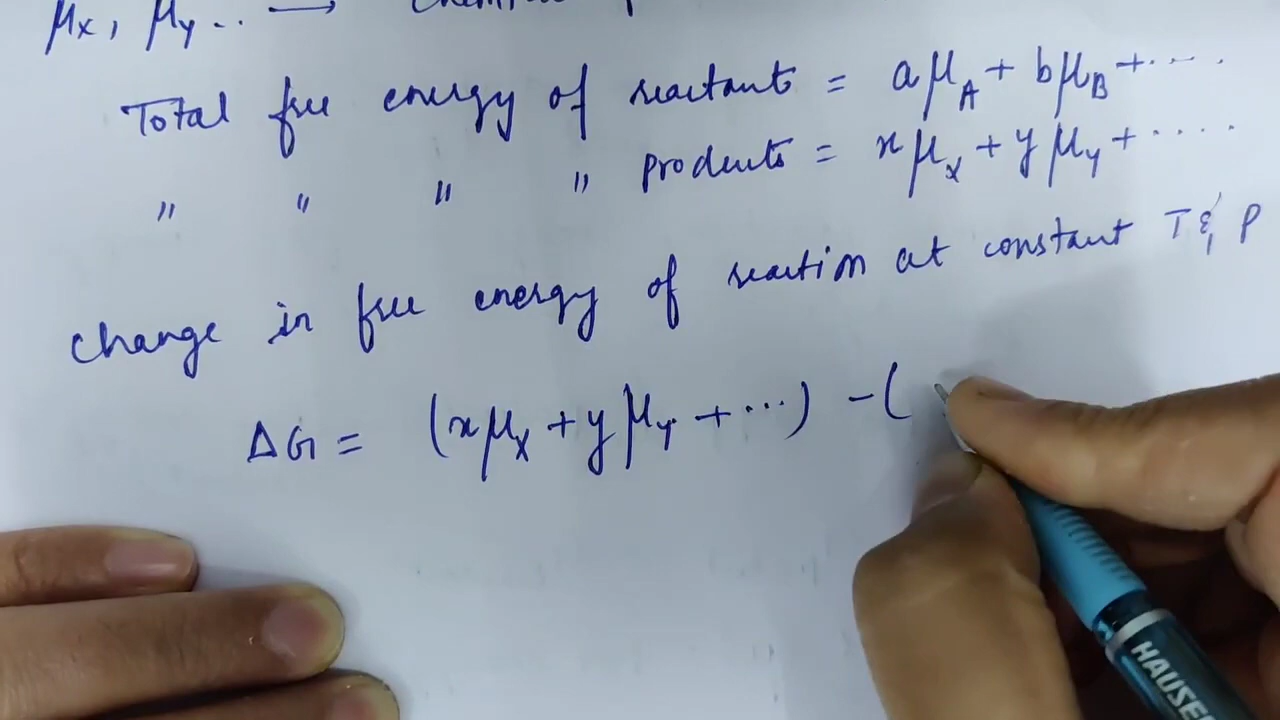 μx, μy .. →
Total free energy of reactants = aμA + bμB + ....
" " " " products = xμx + yμy + ....
Change in free energy of reaction at constant T & P
ΔG = (xμx + yμy + ...) - (
HAUSE